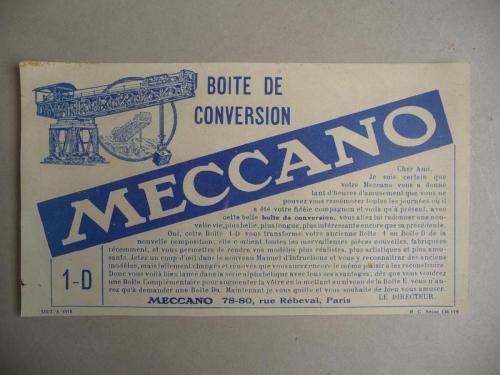 BOITE DE
CONVERSION
MECCANO
Cher Ami,
Je suis certain que
votre Meccano vous a donné
tant d'heures d'amusement que vous ne
pouvez vous remémorer toutes les journées où il
a été votre fidèle compagnon et voilà qu'à présent, avec
cette belle boîte de conversion, vous allez lui redonner une nou-
velle vie, plus belle, plus longue, plus intéressante encore que sa précédente.
Oui, cette Boîte 1-D vous transforme votre ancienne Boîte 1 en Boîte D de la
nouvelle composition; elle contient toutes les merveilleuses pièces nouvelles, fabriquées
récemment, et vous permettra de rendre vos modèles plus réalistes, plus artistiques et plus amu-
sants. Jetez un coup d'œil dans le nouveau Manuel d'Instructions et vous y reconnaîtrez des anciens
modèles, mais tellement changés et renovés que vous aurez encore le même plaisir à les reconstruire.
Donc vous voilà bien lancé dans votre série d'anciens avantages; dès que vous voudrez
une Boîte Complémentaire pour augmenter la vôtre en la mettant au niveau de la Boîte E, vous n'au-
rez qu'à demander une Boîte Da. Maintenant je vous quitte et vous souhaite de bien vous amuser.
LE DIRECTEUR.
1-D
MECCANO 78-80, rue Rébeval, Paris
R. C. Seine